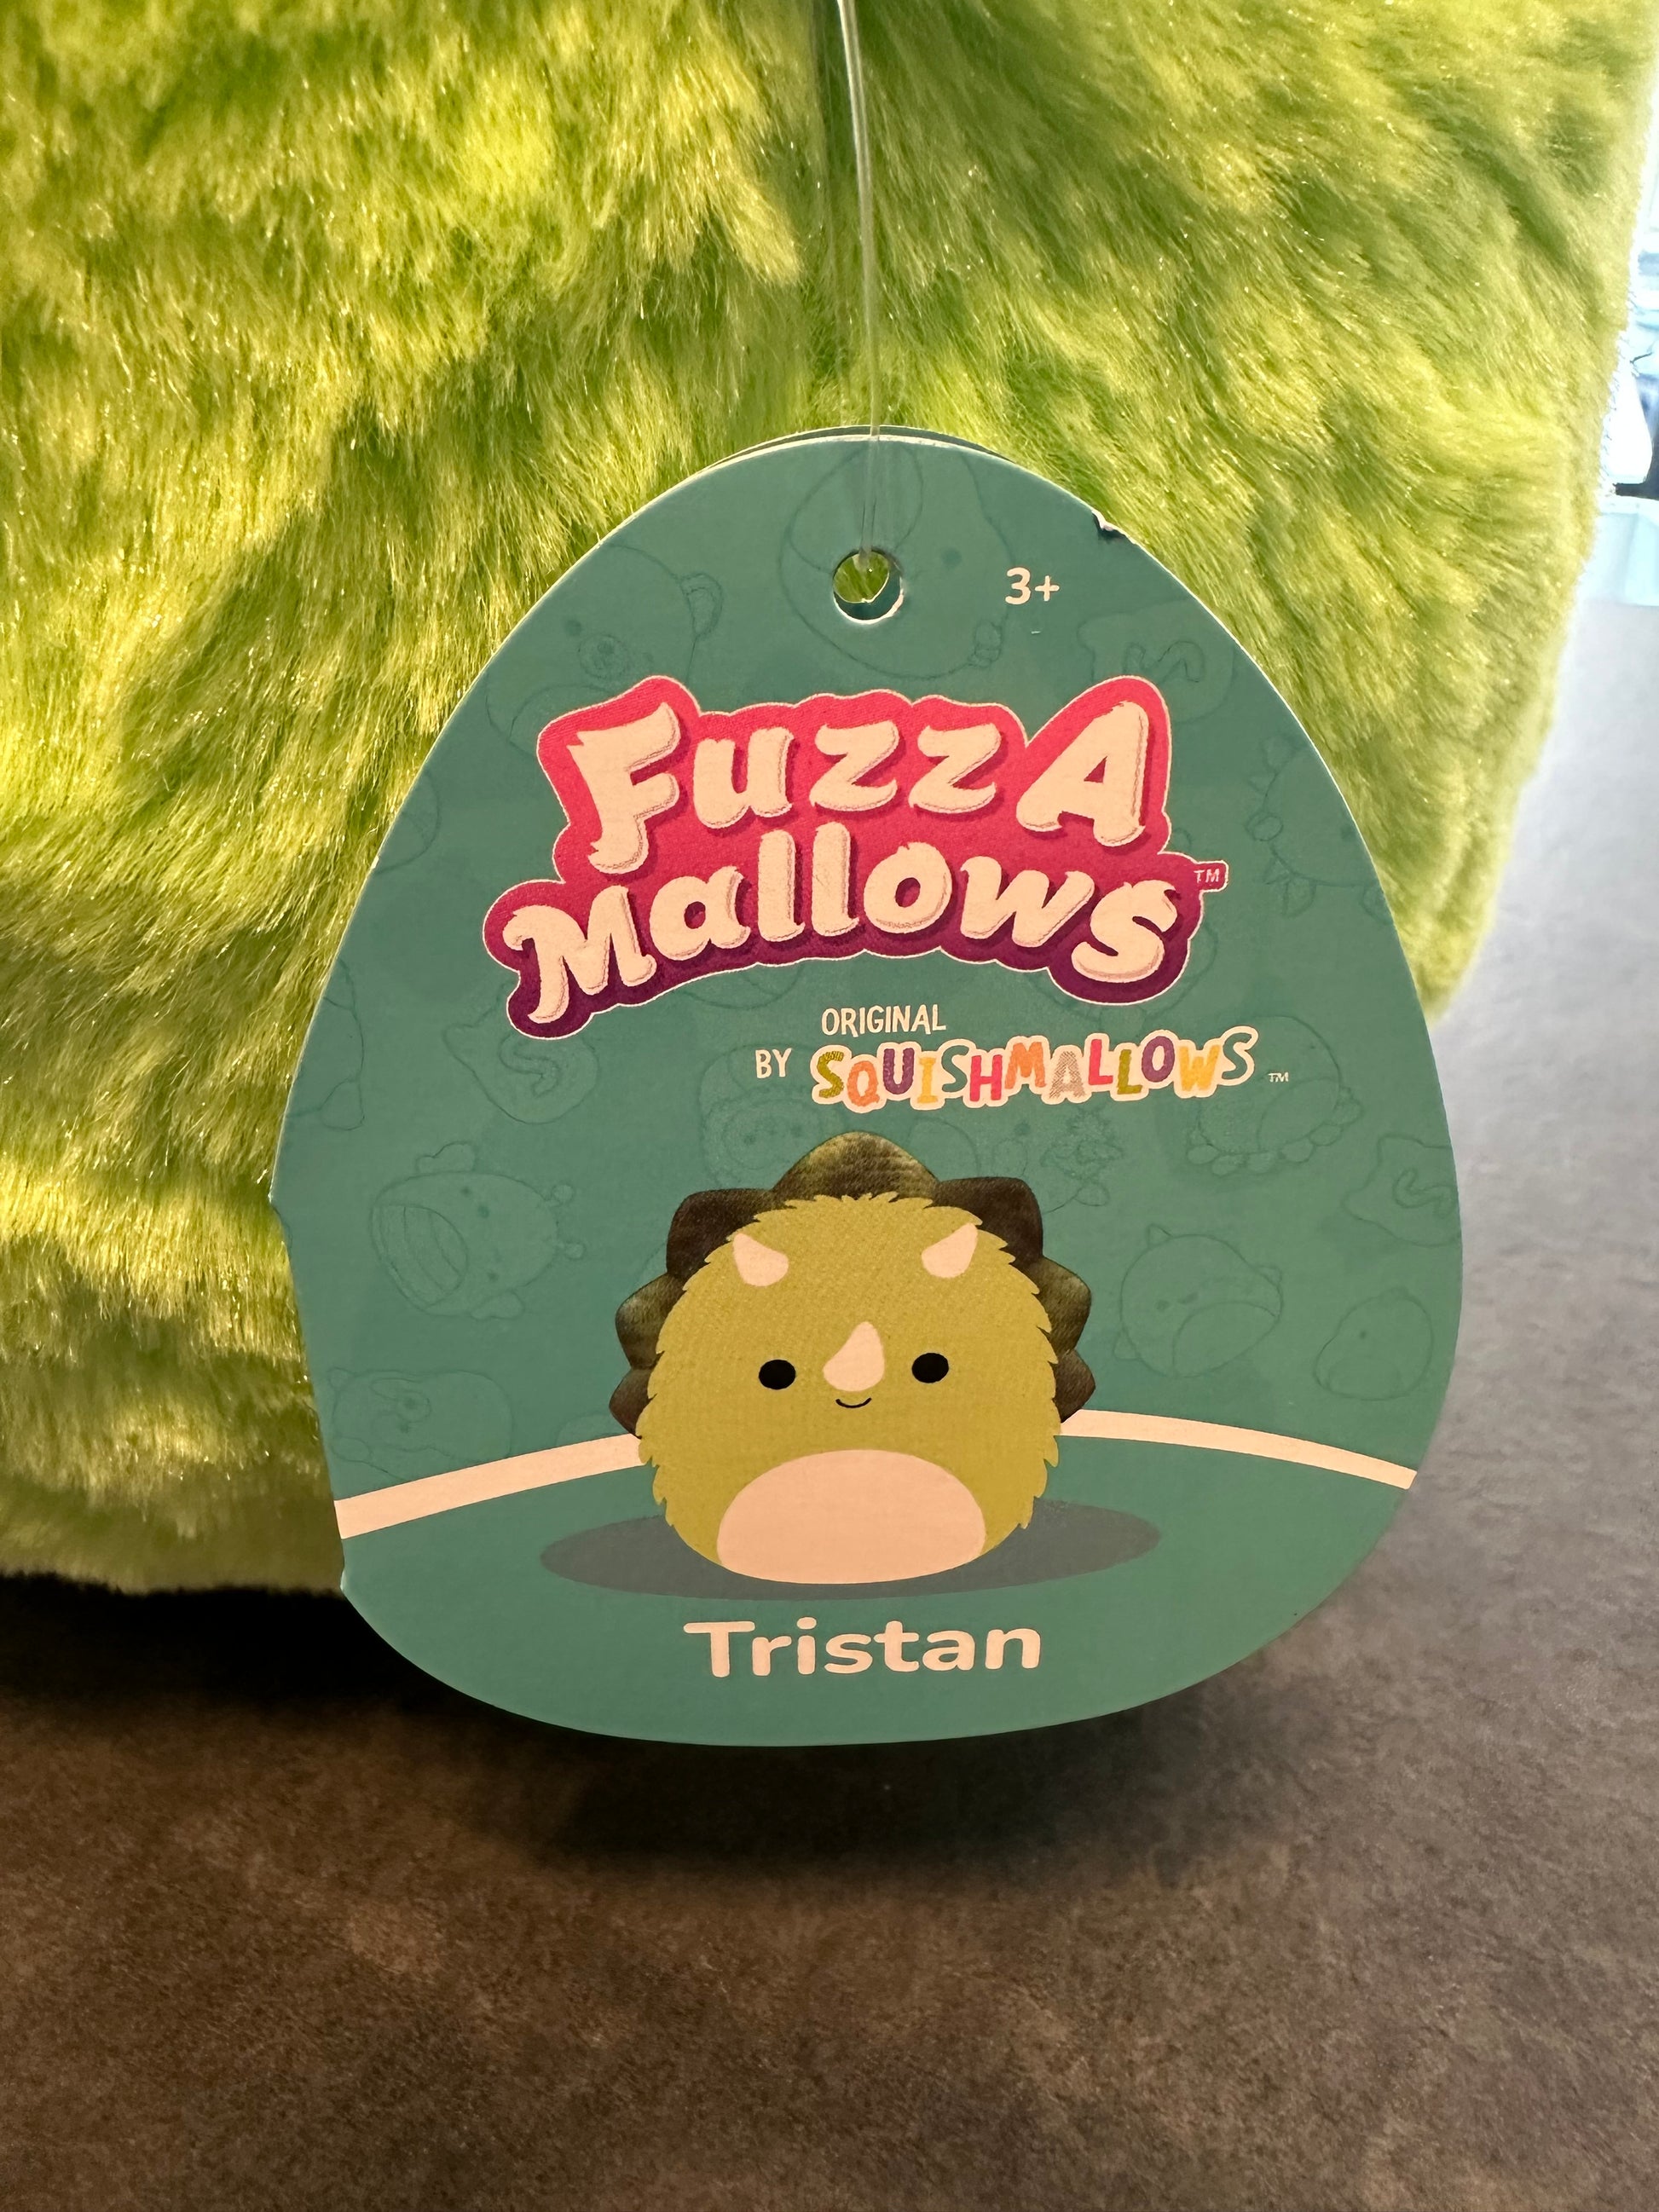 3+
FuzzA
Mallows™
ORIGINAL
BY SQUISHMALLOWS™
Tristan